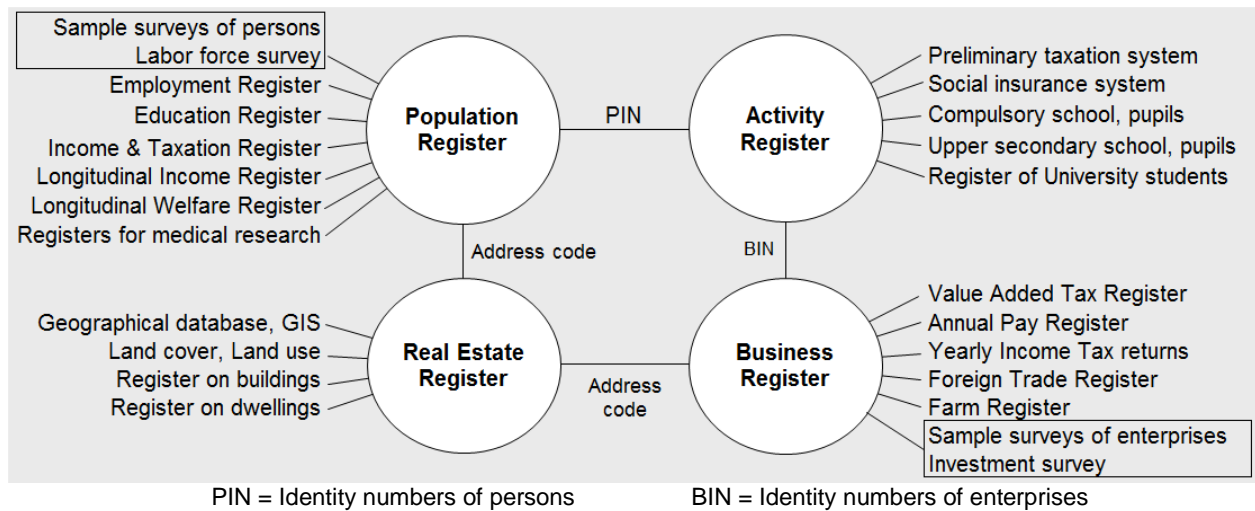 Sample surveys of persons
Labor force survey
Employment Register
Education Register
Income & Taxation Register
Longitudinal Income Register
Longitudinal Welfare Register
Registers for medical research
Population
Register
PIN
Activity
Register
Preliminary taxation system
Social insurance system
Compulsory school, pupils
Upper secondary school, pupils
Register of University students
Address code
BIN
Geographical database, GIS
Land cover, Land use
Register on buildings
Register on dwellings
Real Estate
Register
Address
code
Business
Register
Value Added Tax Register
Annual Pay Register
Yearly Income Tax returns
Foreign Trade Register
Farm Register
Sample surveys of enterprises
Investment survey
PIN = Identity numbers of persons
BIN = Identity numbers of enterprises